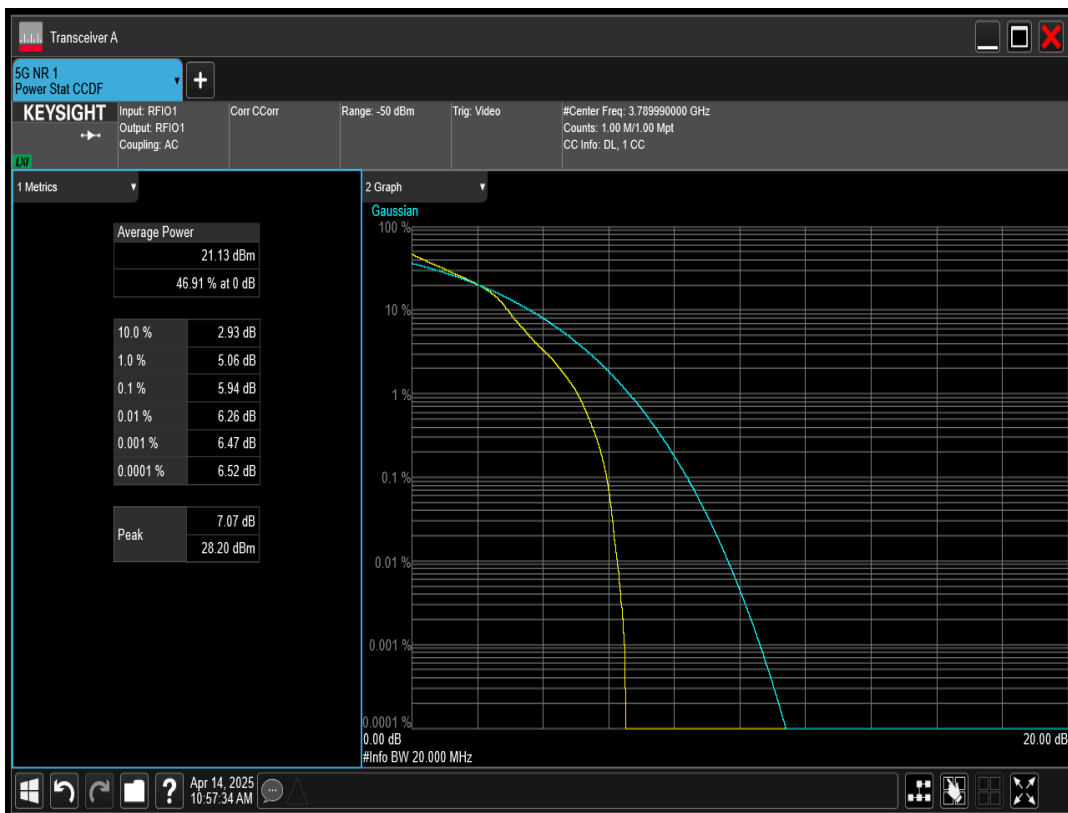 Transceiver A
5G NR 1
Power Stat CCDF
+
KEYSIGHT
LXI
Input: RFIO1
Output: RFIO1
Coupling: AC
Corr CCorr
Range: -50 dBm
Trig: Video
#Center Freq: 3.789990000 GHz
Counts: 1.00 M/1.00 Mpt
CC Info: DL, 1 CC
1 Metrics
Average Power
21.13 dBm
46.91 % at 0 dB
10.0 % 2.93 dB
1.0 % 5.06 dB
0.1 % 5.94 dB
0.01 % 6.26 dB
0.001 % 6.47 dB
0.0001 % 6.52 dB
Peak
7.07 dB
28.20 dBm
2 Graph
Gaussian
100 %
10 %
1 %
0.1 %
0.01 %
0.001 %
0.0001 %
0.00 dB 20.00 dB
#Info BW 20.000 MHz
?
Apr 14, 2025
10:57:34 AM